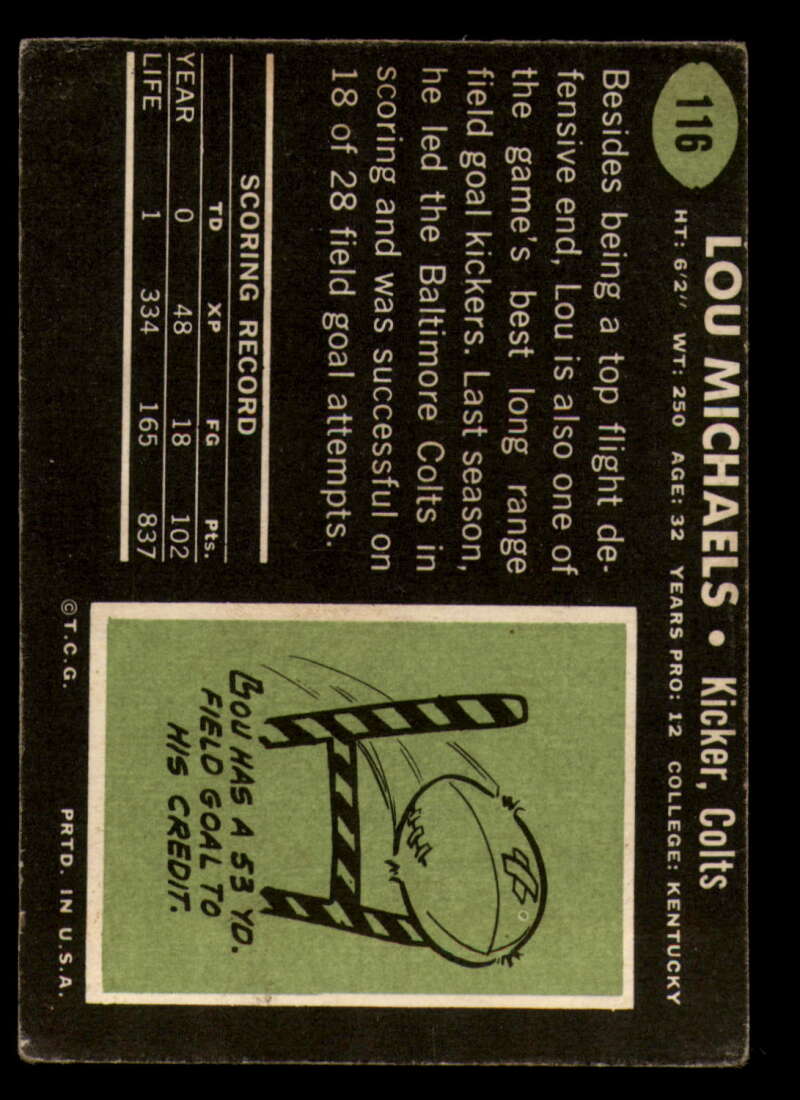 116
LOU MICHAELS • Kicker, Colts
HT: 6'2" WT: 250 AGE: 32 YEARS PRO: 12 COLLEGE: KENTUCKY
Besides being a top flight de-
fensive end, Lou is also one of
the game's best long range
field goal kickers. Last season,
he led the Baltimore Colts in
scoring and was successful on
18 of 28 field goal attempts.
SCORING RECORD
TD XP FG Pts.
YEAR 0 48 18 102
LIFE 1 334 165 837
LOU HAS A 53 YD.
FIELD GOAL TO
HIS CREDIT.
©T.C.G. PRTD. IN U.S.A.